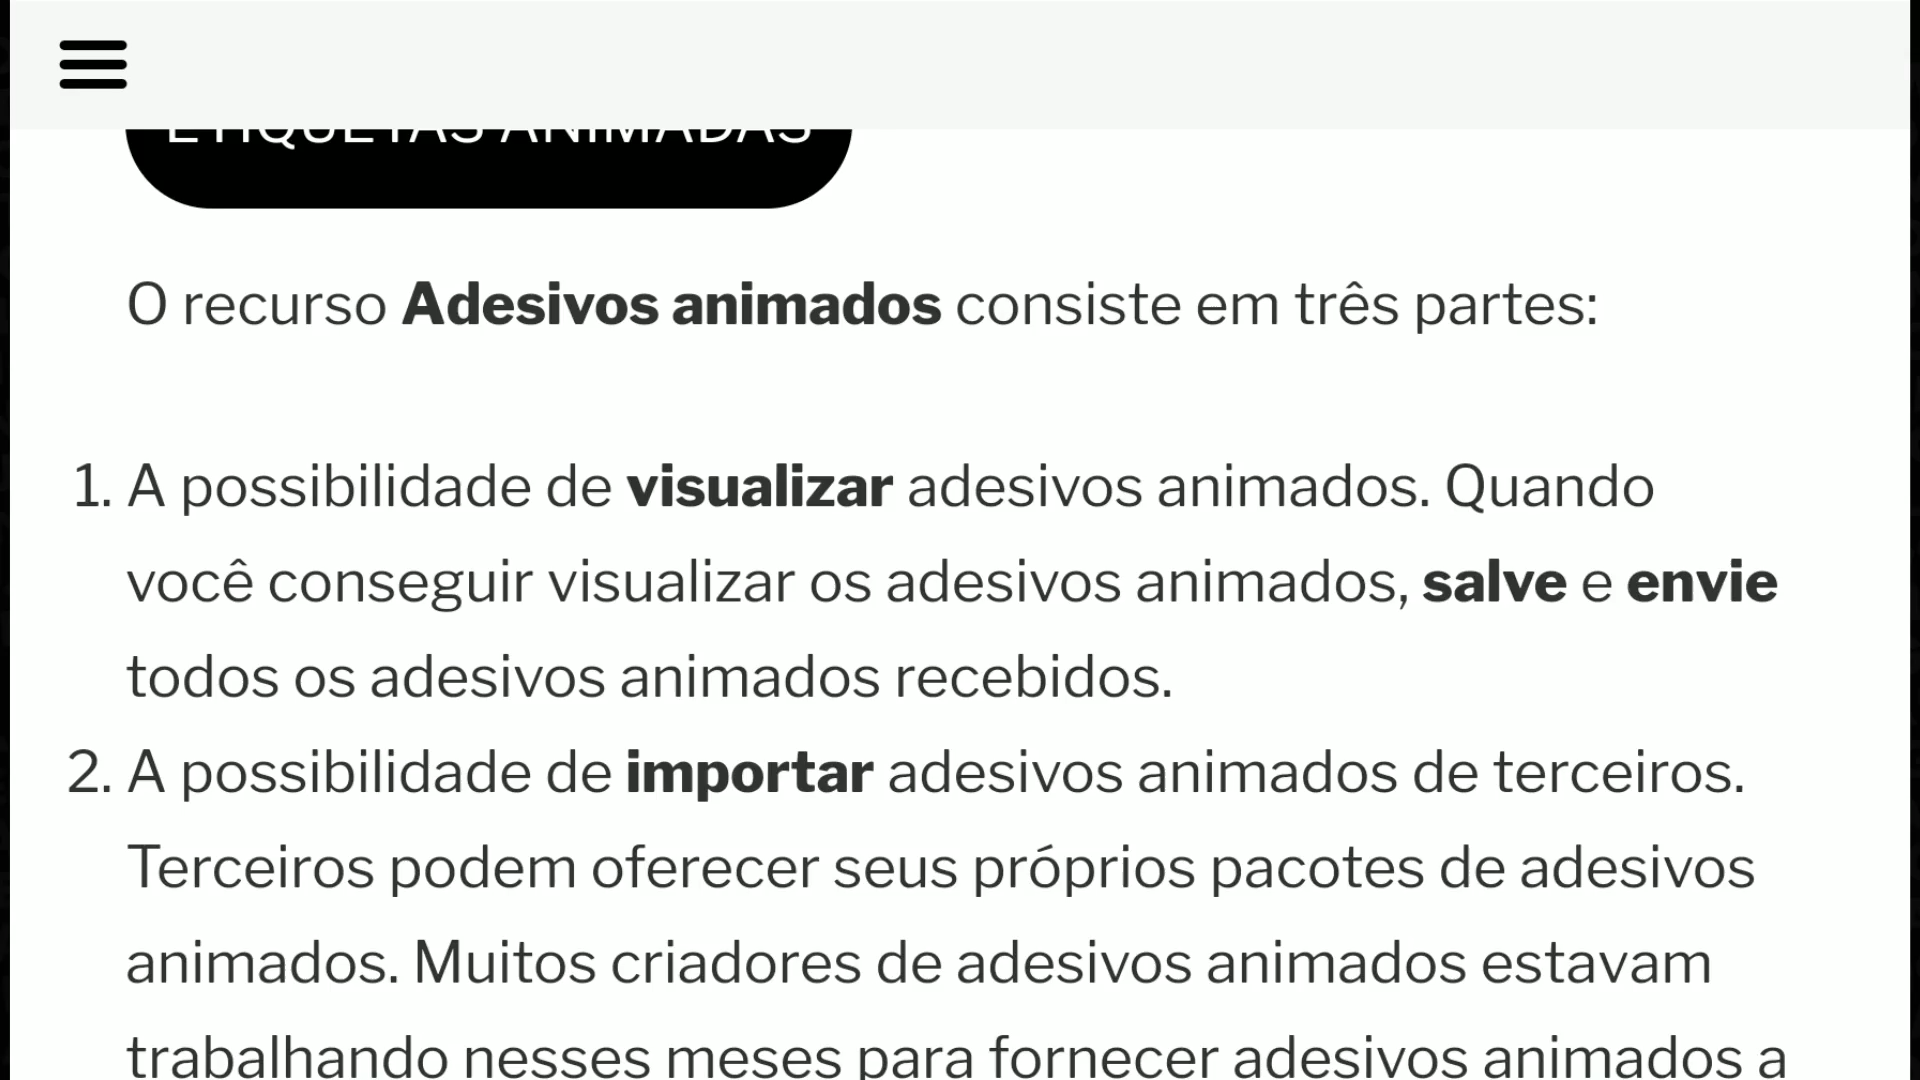 ETIQUETAS ANIMADAS
O recurso Adesivos animados consiste em três partes:
1. A possibilidade de visualizar adesivos animados. Quando
você conseguir visualizar os adesivos animados, salve e envie
todos os adesivos animados recebidos.
2. A possibilidade de importar adesivos animados de terceiros.
Terceiros podem oferecer seus próprios pacotes de adesivos
animados. Muitos criadores de adesivos animados estavam
trabalhando nesses meses para fornecer adesivos animados a